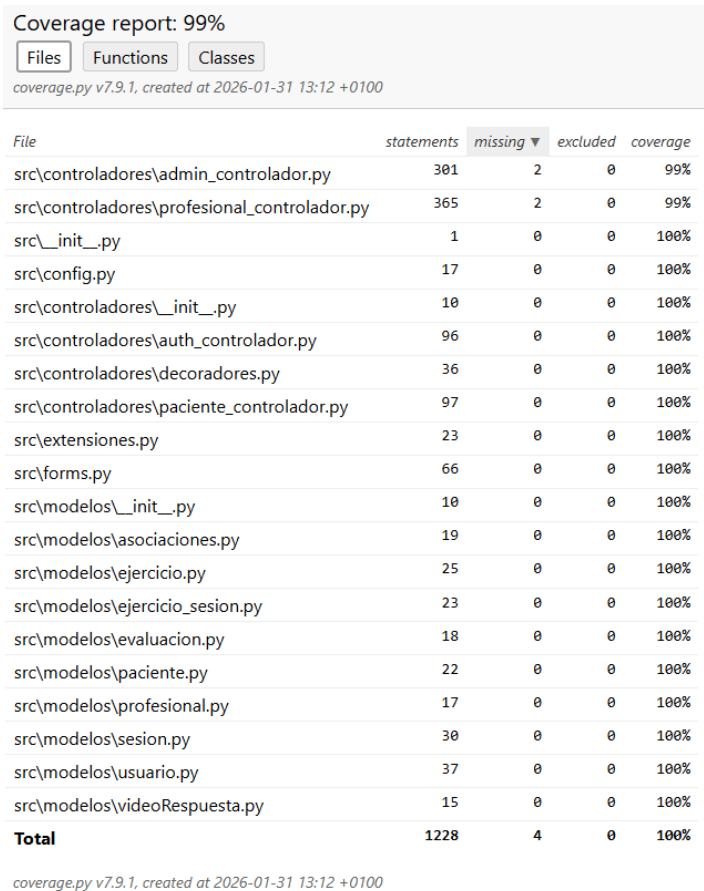 Coverage report: 99%
Files Functions Classes
coverage.py v7.9.1, created at 2026-01-31 13:12 +0100
File statements missing ▼ excluded coverage
src\controladores\admin_controlador.py 301 2 0 99%
src\controladores\profesional_controlador.py 365 2 0 99%
src\__init__.py 1 0 0 100%
src\config.py 17 0 0 100%
src\controladores\__init__.py 10 0 0 100%
src\controladores\auth_controlador.py 96 0 0 100%
src\controladores\decoradores.py 36 0 0 100%
src\controladores\paciente_controlador.py 97 0 0 100%
src\extensiones.py 23 0 0 100%
src\forms.py 66 0 0 100%
src\modelos\__init__.py 10 0 0 100%
src\modelos\asociaciones.py 19 0 0 100%
src\modelos\ejercicio.py 25 0 0 100%
src\modelos\ejercicio_sesion.py 23 0 0 100%
src\modelos\evaluacion.py 18 0 0 100%
src\modelos\paciente.py 22 0 0 100%
src\modelos\profesional.py 17 0 0 100%
src\modelos\sesion.py 30 0 0 100%
src\modelos\usuario.py 37 0 0 100%
src\modelos\videoRespuesta.py 15 0 0 100%
Total 1228 4 0 100%
coverage.py v7.9.1, created at 2026-01-31 13:12 +0100